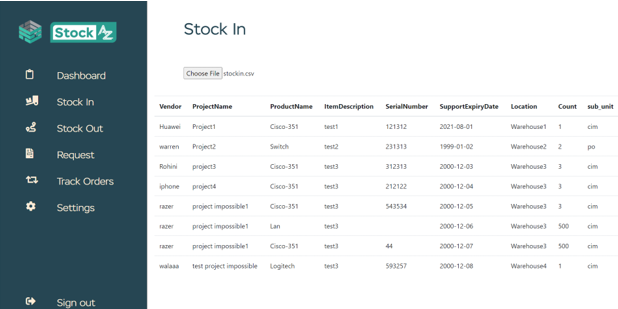 Stock AZ
Dashboard
Stock In
Stock Out
Request
Track Orders
Settings
Sign out
Stock In
Choose File stockin.csv
Vendor ProjectName ProductName ItemDescription SerialNumber SupportExpiryDate Location Count sub_unit
Huawei Project1 Cisco-351 test1 121312 2021-08-01 Warehouse1 1 cim
warren Project2 Switch test2 231313 1999-01-02 Warehouse2 2 po
Rohini project3 Cisco-351 test3 312313 2000-12-03 Warehouse3 3 cim
iphone project4 Cisco-351 test3 212122 2000-12-04 Warehouse3 3 cim
razer project impossible1 Cisco-351 test3 543534 2000-12-05 Warehouse3 3 cim
razer project impossible1 Lan test3 2000-12-06 Warehouse3 500 cim
razer project impossible1 Cisco-351 test3 44 2000-12-07 Warehouse3 500 cim
walaaa test project impossible Logitech test3 593257 2000-12-08 Warehouse4 1 cim